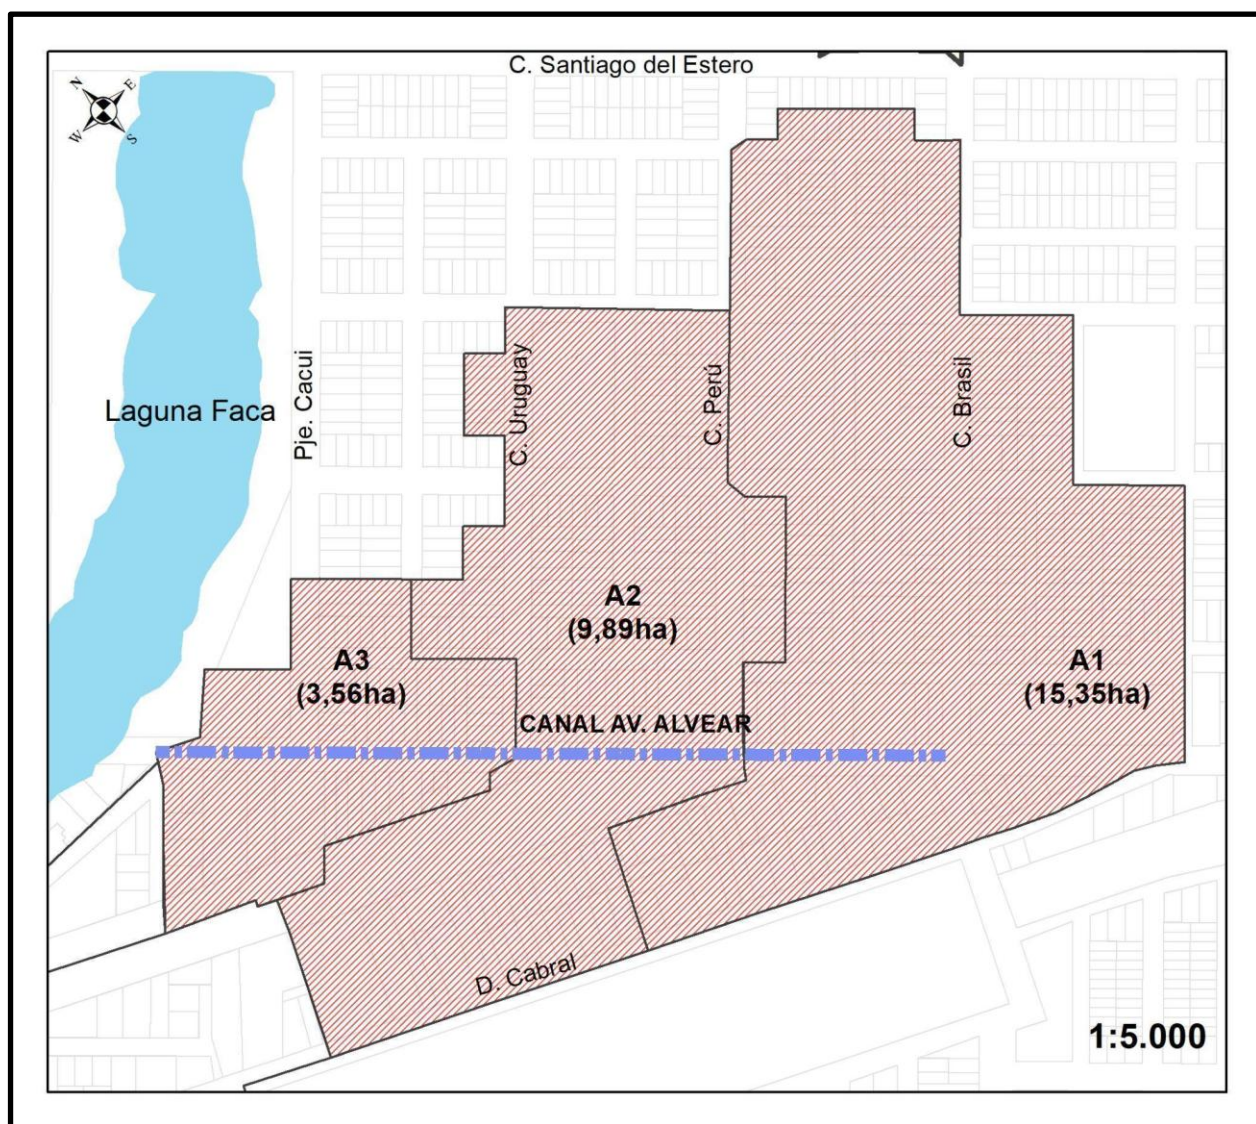 C. Santiago del Estero
N
E
W
S
Laguna Faca
Pje. Cacui
C. Uruguay
C. Perú
C. Brasil
A2
(9,89ha)
A3
(3,56ha)
A1
(15,35ha)
CANAL AV. ALVEAR
D. Cabral
1:5.000